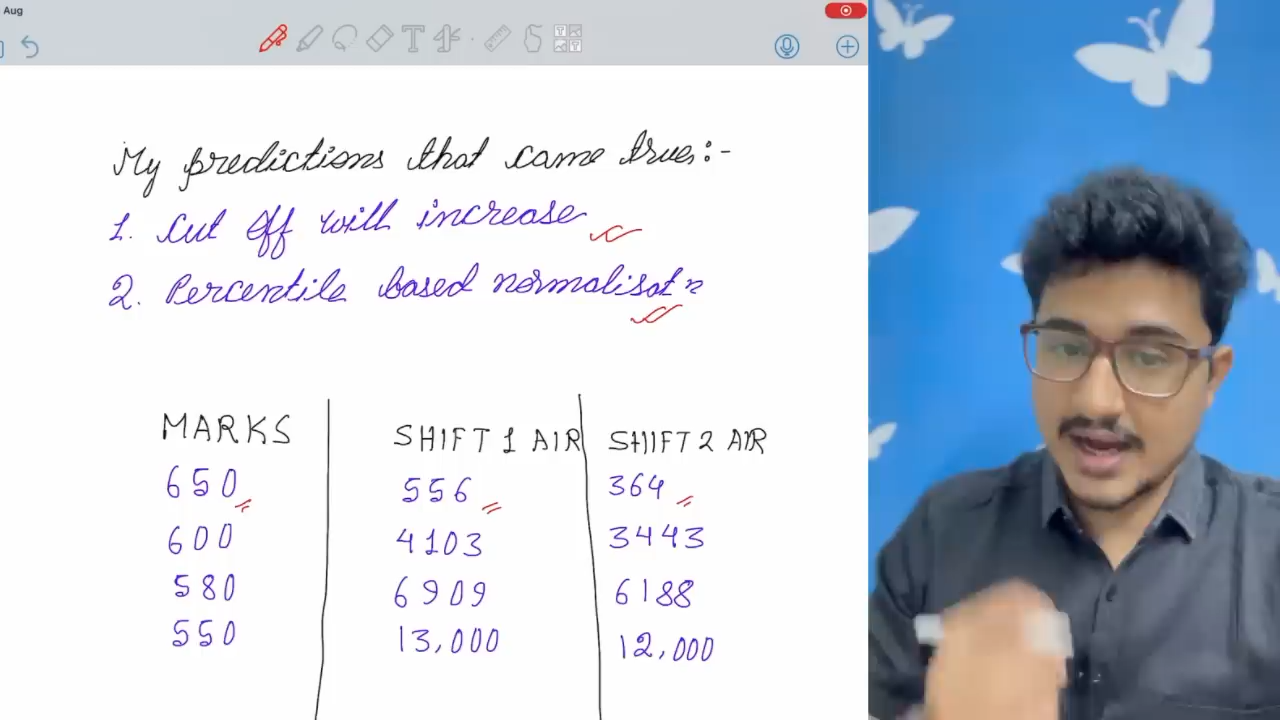 Aug
My predictions that came true:-
1. Cut Off will increase
2. Percentile based normalisatn
MARKS SHIFT 1 AIR SHIFT 2 AIR
650 556 364
600 4103 3443
580 6909 6188
550 13,000 12,000